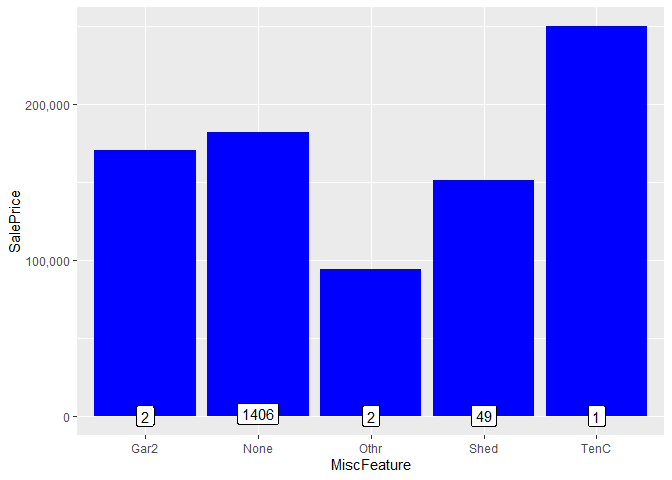 SalePrice
200,000
100,000
0
2
1406
2
49
1
Gar2
None
Othr
Shed
TenC
MiscFeature